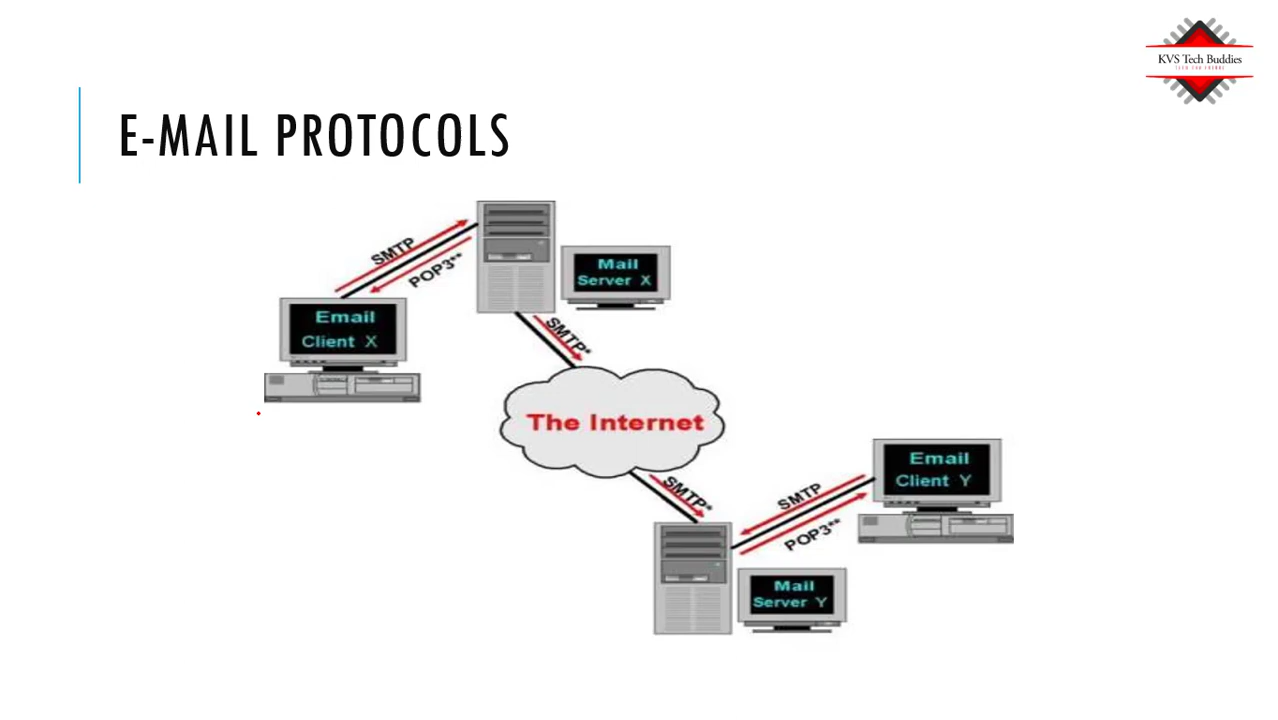 KVS Tech Buddies
E-MAIL PROTOCOLS
SMTP
POP3**
Mail
Server X
Email
Client X
SMTP*
The Internet
Email
Client Y
SMTP*
SMTP
POP3**
Mail
Server Y